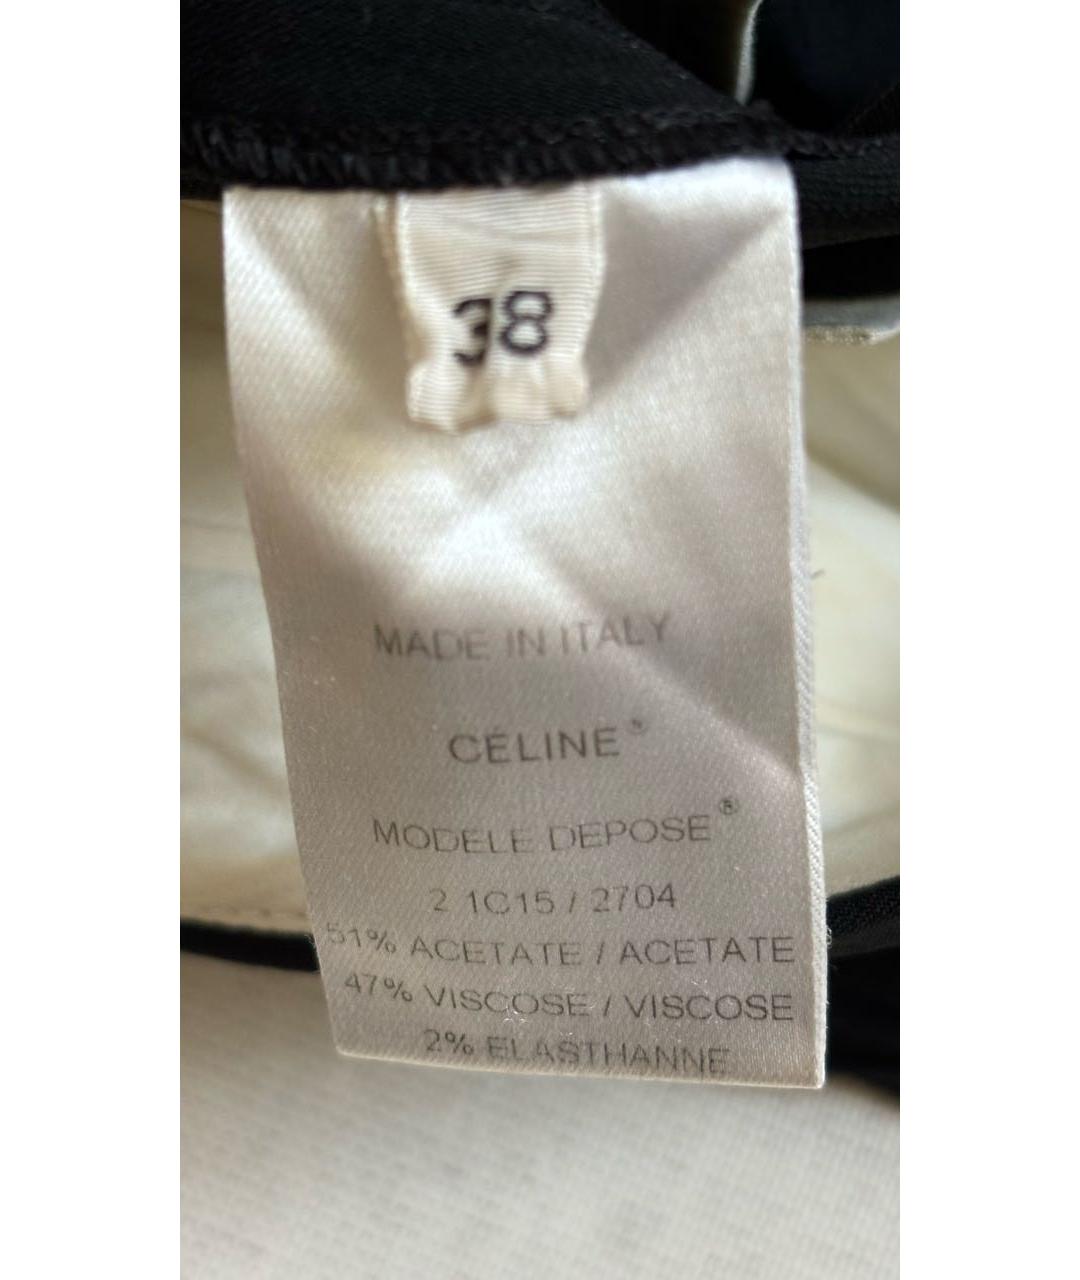 38
MADE IN ITALY
CÉLINE®
MODELE DEPOSE®
2 1C15 / 2704
51% ACETATE / ACETATE
47% VISCOSE / VISCOSE
2% ELASTHANNE